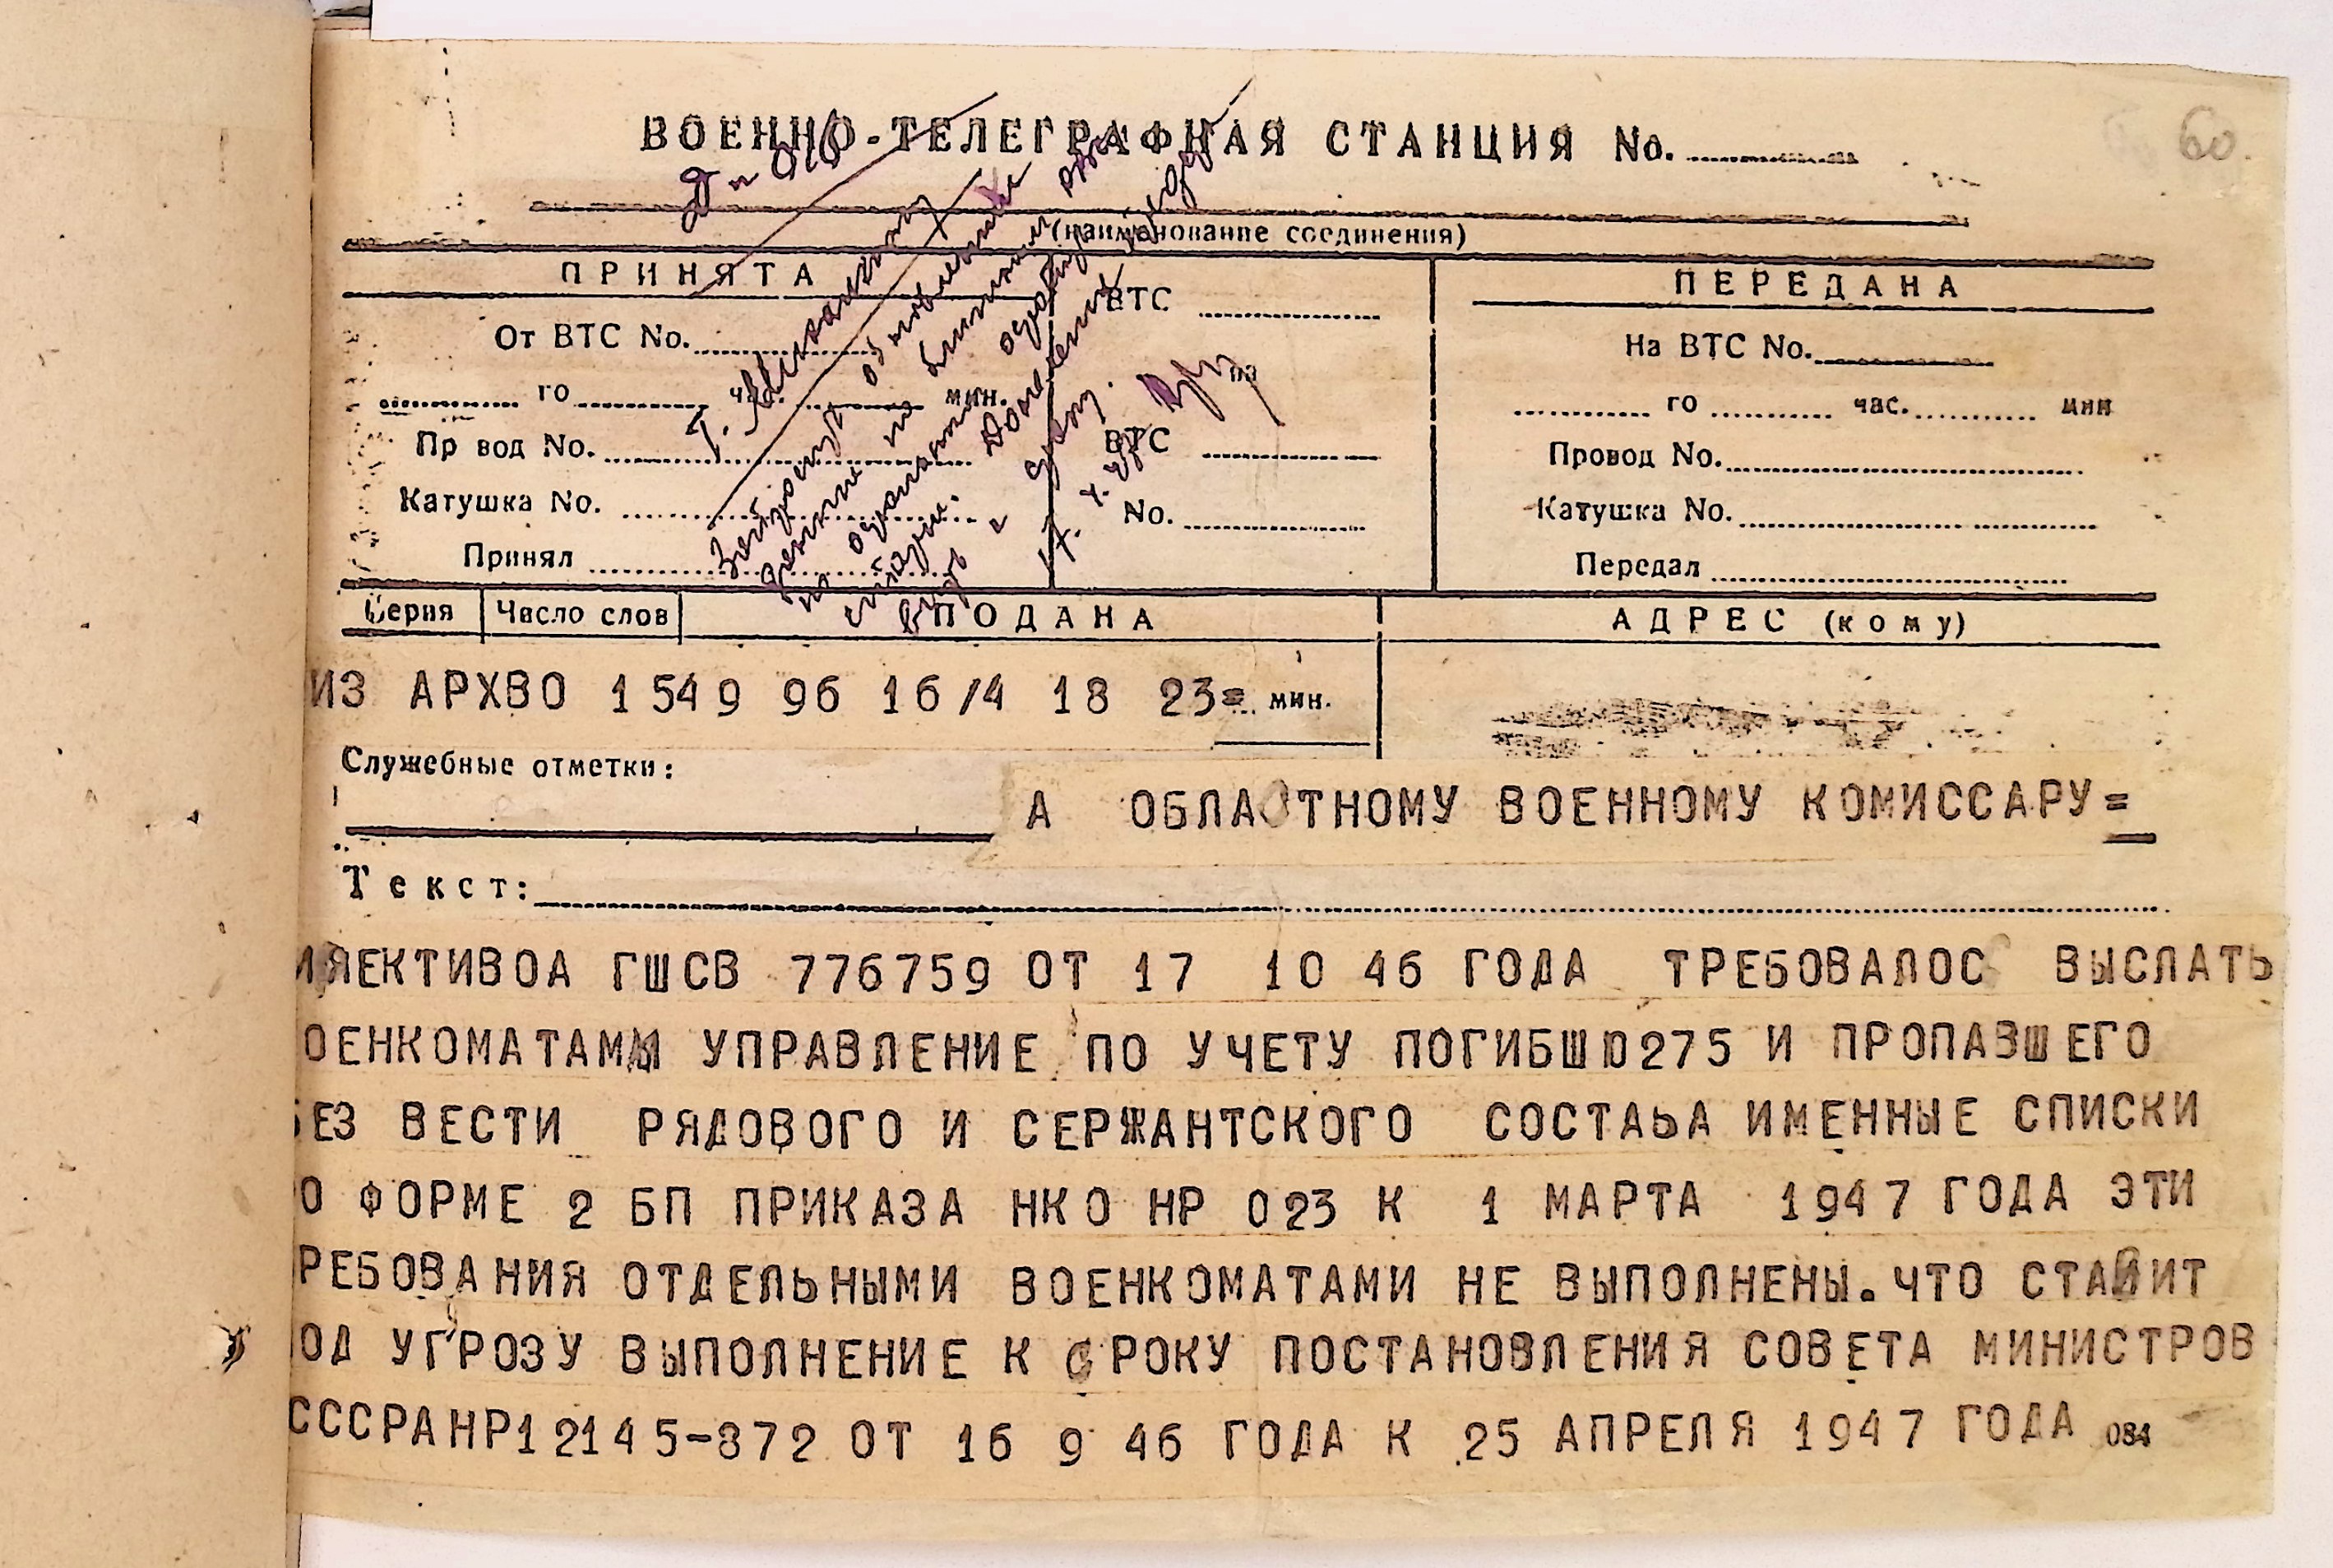 60.
ВОЕННО-ТЕЛЕГРАФНАЯ СТАНЦИЯ No.
(наименование соединения)
ПРИНЯТА
ПЕРЕДАНА
От ВТС No.
ВТС
На ВТС No.
го час. мин.
на
го час. мин
Пр вод No.
ВТС
Провод No.
Катушка No.
No.
Катушка No.
Принял
Передал
Серия Число слов ПОДАНА АДРЕС (кому)
ИЗ АРХВО 1549 96 16/4 18 23= мин.
Служебные отметки:
А ОБЛАСТНОМУ ВОЕННОМУ КОМИССАРУ=
Текст:
ИЯЕКТИВОА ГШСВ 776759 ОТ 17 10 46 ГОДА ТРЕБОВАЛОС ВЫСЛАТЬ
ОЕНКОМАТАМЫ УПРАВЛЕНИЕ ПО УЧЕТУ ПОГИБШЮ275 И ПРОПАВШЕГО
БЕЗ ВЕСТИ РЯДОВОГО И СЕРЖАНТСКОГО СОСТАЬА ИМЕННЫЕ СПИСКИ
О ФОРМЕ 2 БП ПРИКАЗА НКО НР 023 К 1 МАРТА 1947 ГОДА ЭТИ
РЕБОВАНИЯ ОТДЕЛЬНЫМИ ВОЕНКОМАТАМИ НЕ ВЫПОЛНЕНЫ.ЧТО СТАВИТ
ОД УГРОЗУ ВЫПОЛНЕНИЕ К СРОКУ ПОСТАНОВЛЕНИЯ СОВЕТА МИНИСТРОВ
СССРАНР12145-872 ОТ 16 9 46 ГОДА К 25 АПРЕЛЯ 1947 ГОДА 084